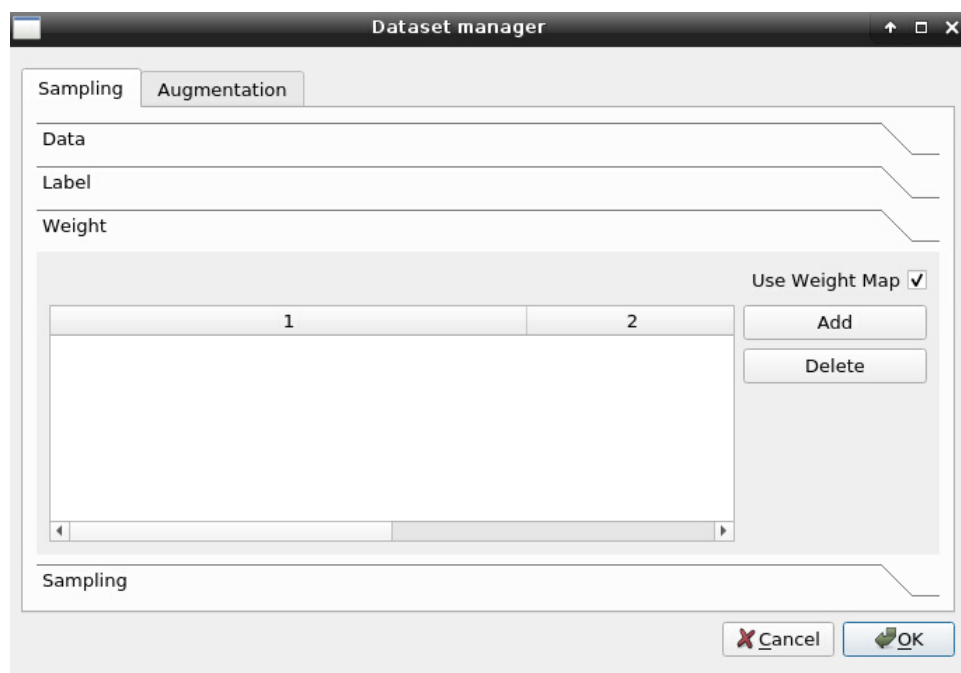 Dataset manager
Sampling Augmentation
Data
Label
Weight
Use Weight Map
1 2 Add
Delete
Sampling
Cancel OK